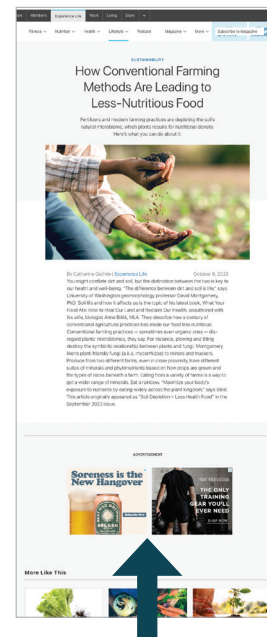 Members Experience Life Work Living Store
Fitness Nutrition Health Lifestyle Podcast Magazine More Subscribe to Magazine
SUSTAINABILITY
How Conventional Farming
Methods Are Leading to
Less-Nutritious Food
Fertilizers and modern farming practices are depleting the soil's
natural microbiome, which plants require for nutritional density.
Here's what you can do about it.
By Catherine Guthrie | Experience Life October 9, 2023
You might conflate dirt and soil, but the distinction between the two is key to
our health and well-being. "The difference between dirt and soil is life," says
University of Washington geomorphology professor David Montgomery,
PhD. Soil life and how it affects us is the topic of his latest book, What Your
Food Ate: How to Heal Our Land and Reclaim Our Health, coauthored with
his wife, biologist Anne Biklé, MLA. They describe how a century of
conventional agricultural practices has made our food less nutritious.
Conventional farming practices — sometimes even organic ones — dis-
regard plants' microbiomes, they say. For instance, plowing and tilling
destroy the symbiotic relationship between plants and fungi. Montgomery
likens plant-friendly fungi (a.k.a. mycorrhizae) to miners and truckers.
Produce from two different farms, even in close proximity, have different
suites of minerals and phytonutrients based on how crops are grown and
the types of rocks beneath a farm. Eating from a variety of farms is a way to
get a wider range of minerals. Eat a rainbow. "Maximize your body's
exposure to nutrients by eating widely across the plant kingdom," says Biklé.
This article originally appeared as "Soil Depletion = Less Health Food" in the
September 2023 issue.
ADVERTISEMENT
Soreness is the
New Hangover
THE ONLY
TRAINING
GEAR YOU'LL
EVER NEED
SHOP NOW
More Like This